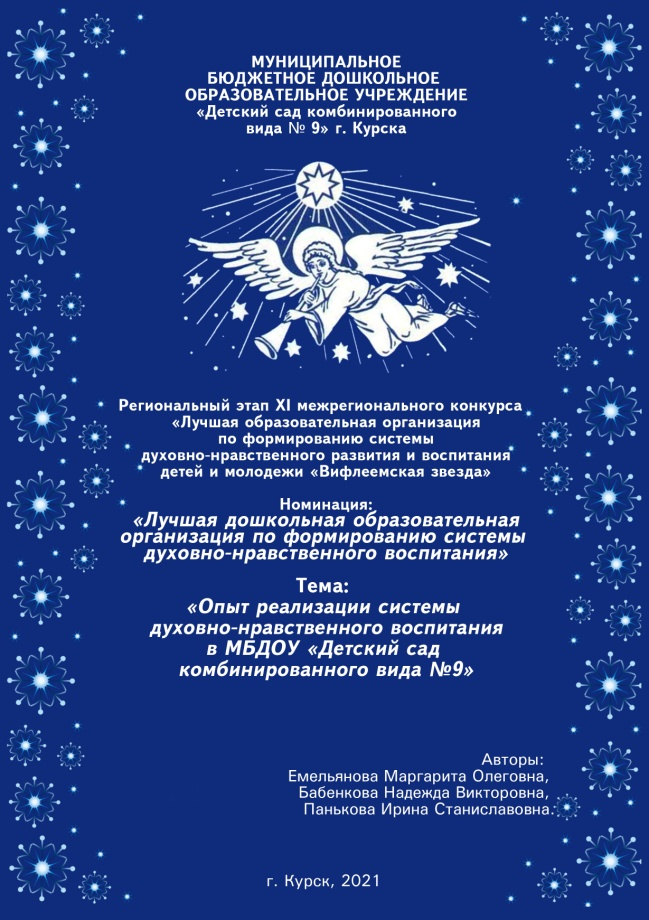 МУНИЦИПАЛЬНОЕ
БЮДЖЕТНОЕ ДОШКОЛЬНОЕ
ОБРАЗОВАТЕЛЬНОЕ УЧРЕЖДЕНИЕ
«Детский сад комбинированного
вида № 9» г. Курска
Региональный этап XI межрегионального конкурса
«Лучшая образовательная организация
по формированию системы
духовно-нравственного развития и воспитания
детей и молодежи «Вифлеемская звезда»
Номинация:
«Лучшая дошкольная образовательная
организация по формированию системы
духовно-нравственного воспитания»
Тема:
«Опыт реализации системы
духовно-нравственного воспитания
в МБДОУ «Детский сад
комбинированного вида №9»
Авторы:
Емельянова Маргарита Олеговна,
Бабенкова Надежда Викторовна,
Панькова Ирина Станиславовна.
г. Курск, 2021